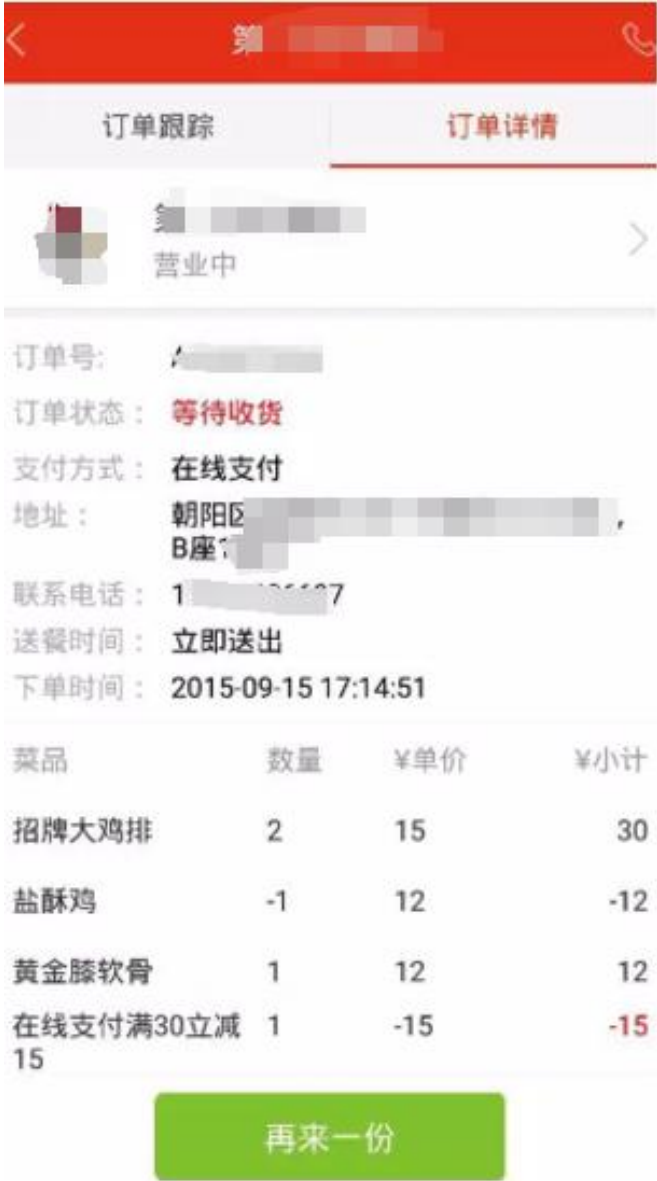 第
订单跟踪 订单详情
营业中
订单号:
订单状态： 等待收货
支付方式： 在线支付
地址： 朝阳区
B座
联系电话： 1 7
送餐时间： 立即送出
下单时间： 2015-09-15 17:14:51
菜品 数量 ¥单价 ¥小计
招牌大鸡排 2 15 30
盐酥鸡 -1 12 -12
黄金膝软骨 1 12 12
在线支付满30立减 1 -15 -15
15
再来一份